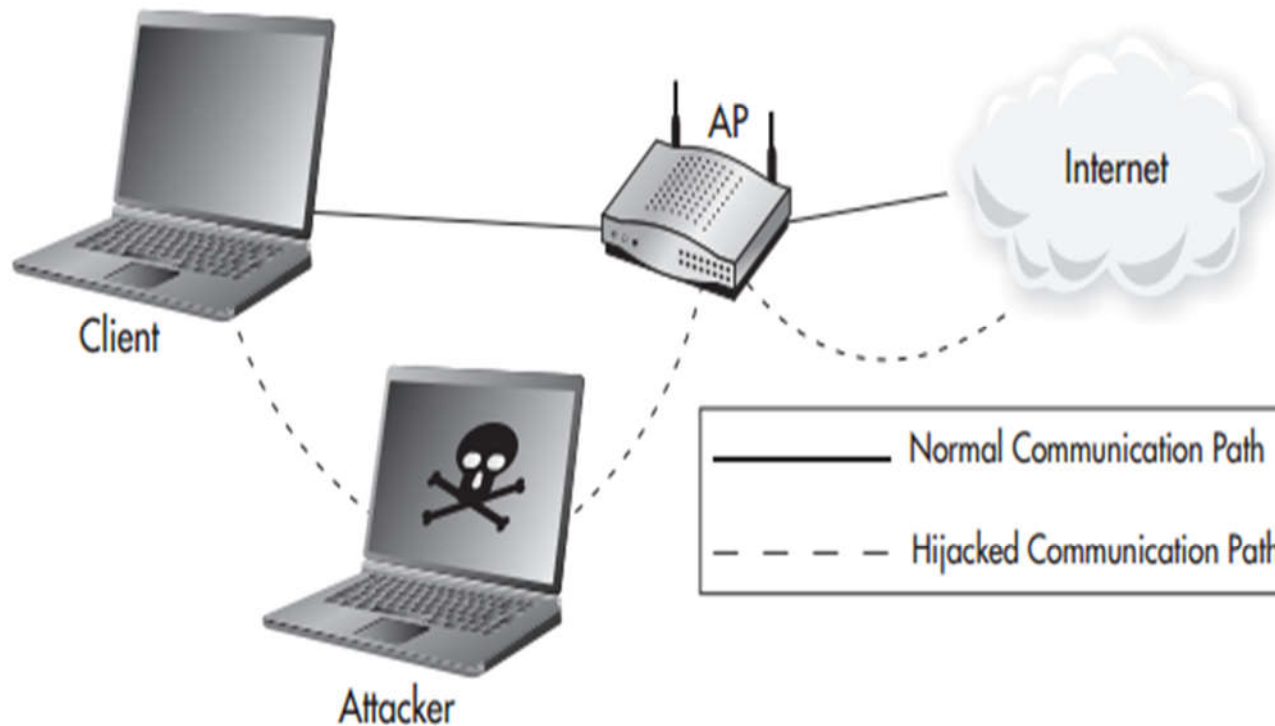 AP
Internet
Client
Normal Communication Path
Hijacked Communication Path
Attacker